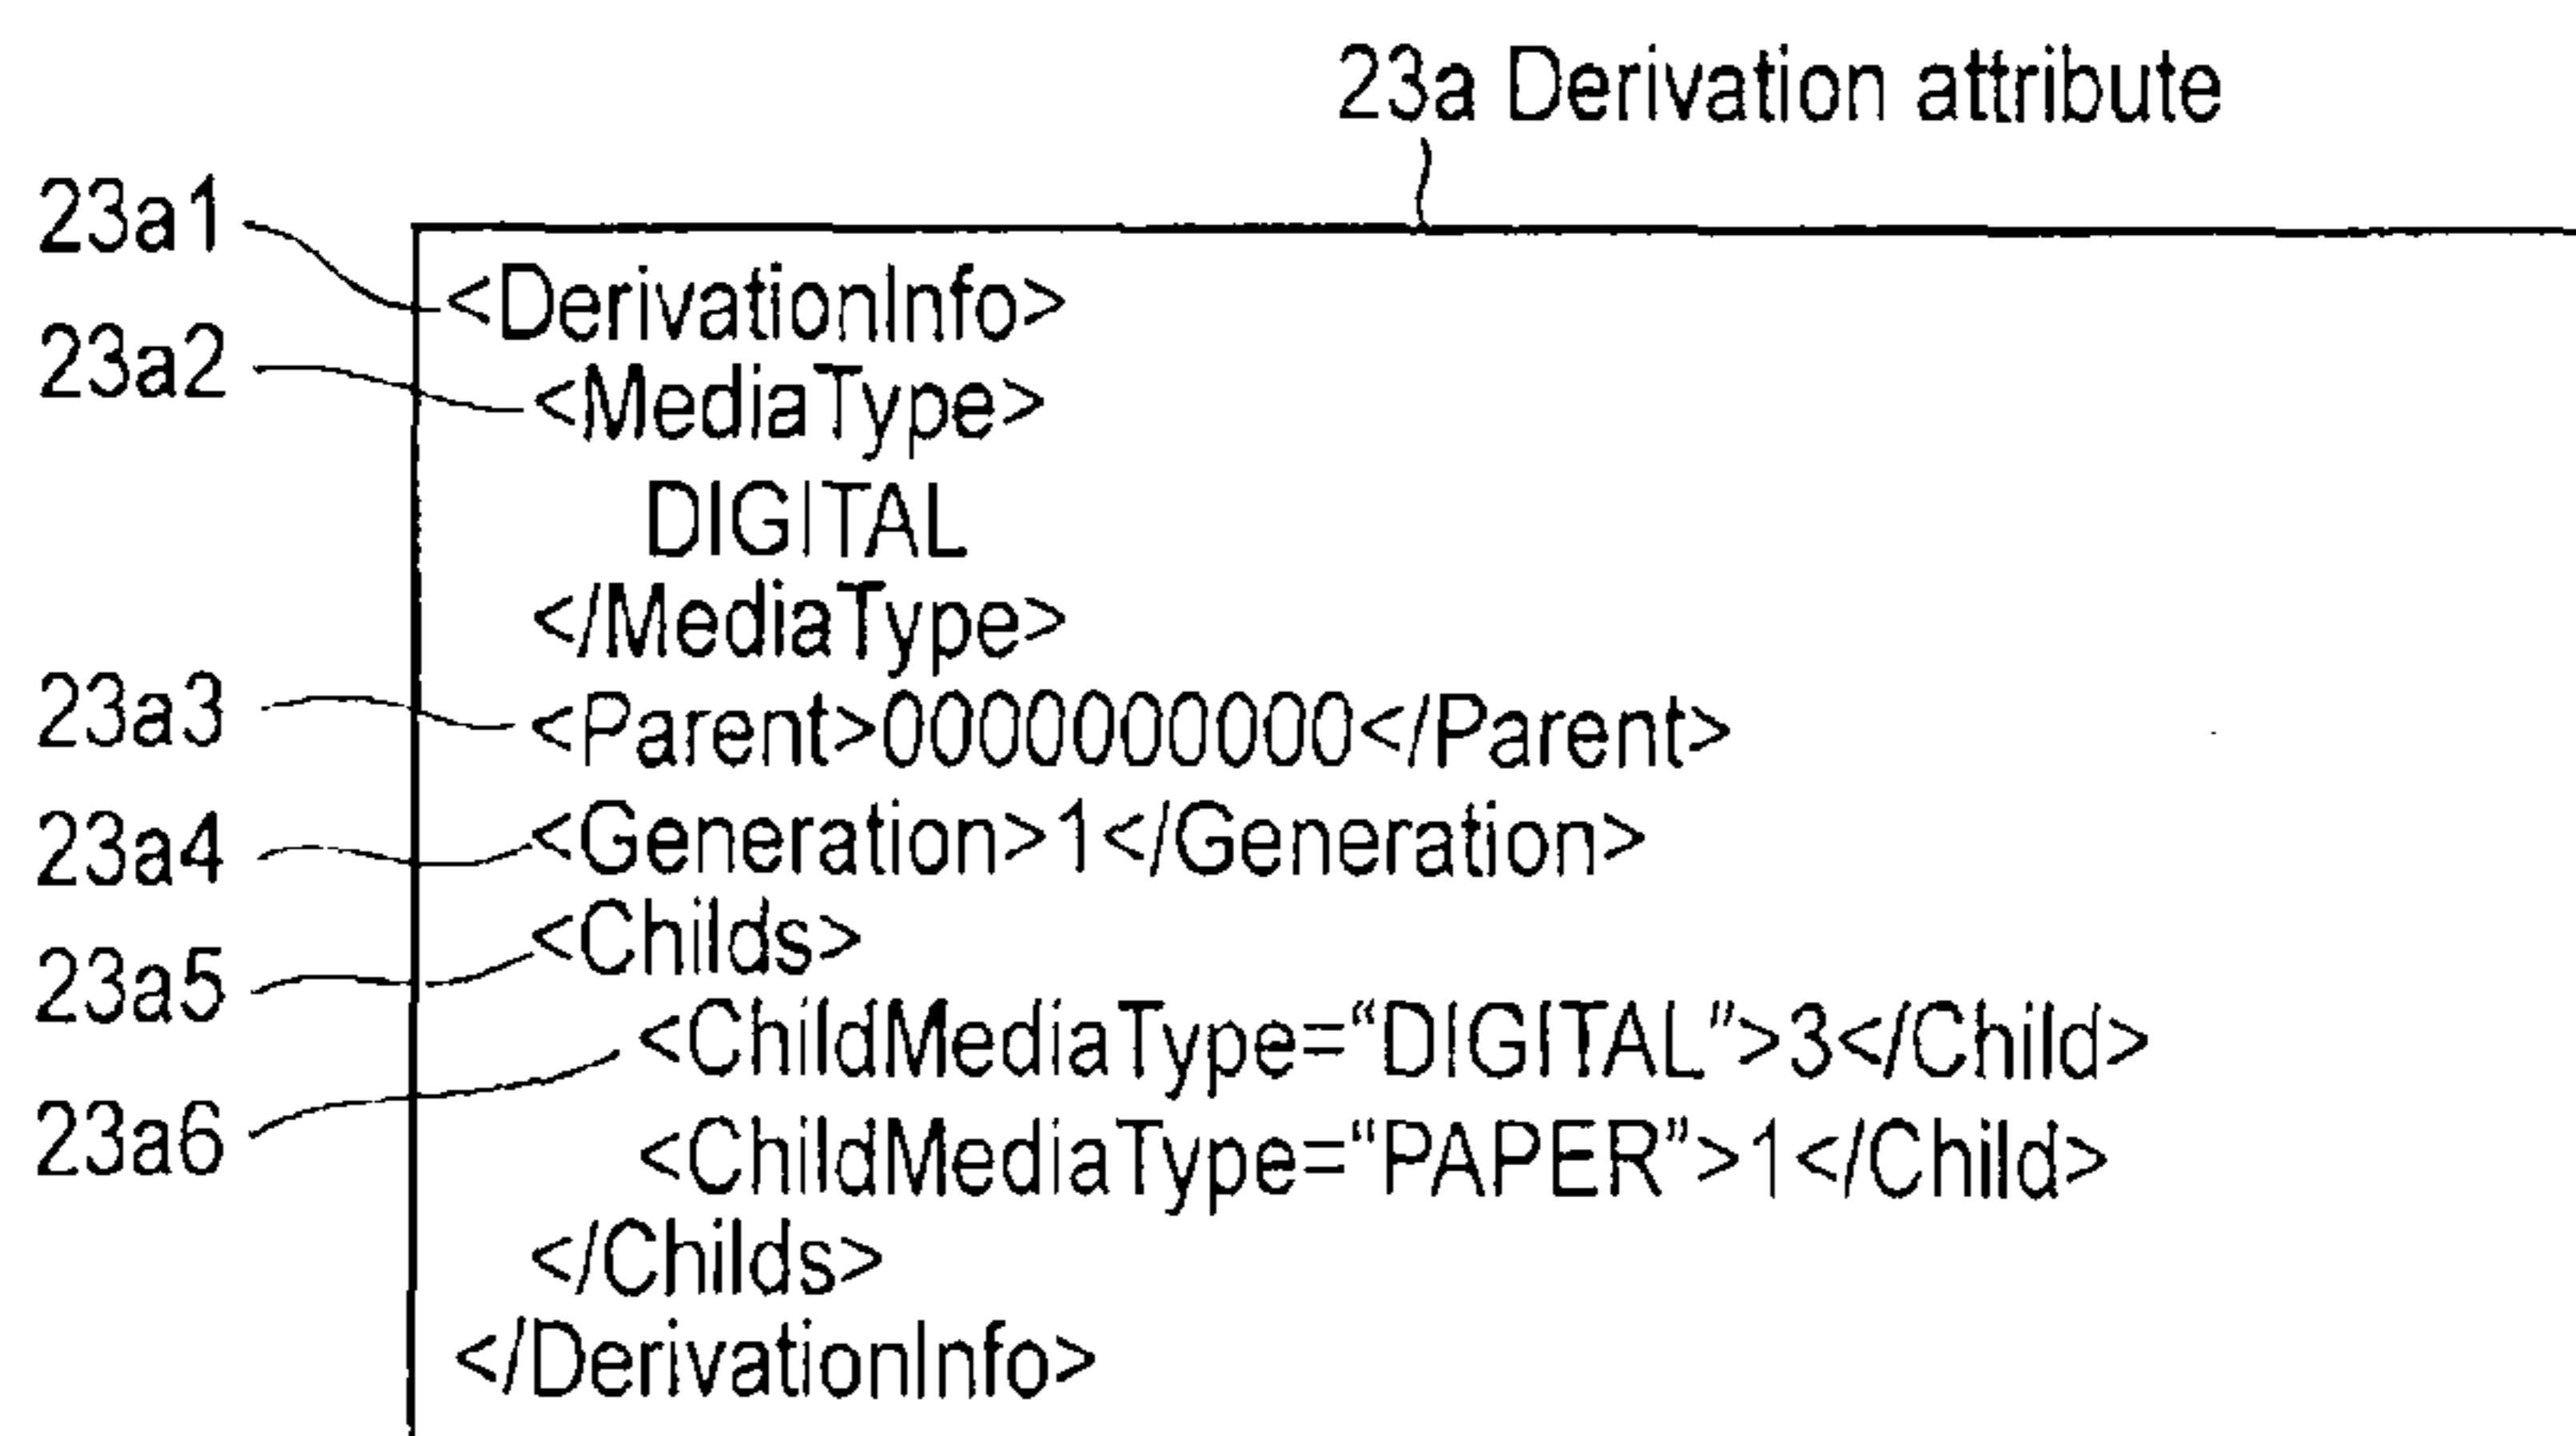 23a Derivation attribute
23a1 <DerivationInfo>
23a2 <MediaType>
DIGITAL
</MediaType>
23a3 <Parent>0000000000</Parent>
23a4 <Generation>1</Generation>
23a5 <Childs>
23a6 <ChildMediaType=“DIGITAL”>3</Child>
<ChildMediaType=“PAPER”>1</Child>
</Childs>
</DerivationInfo>